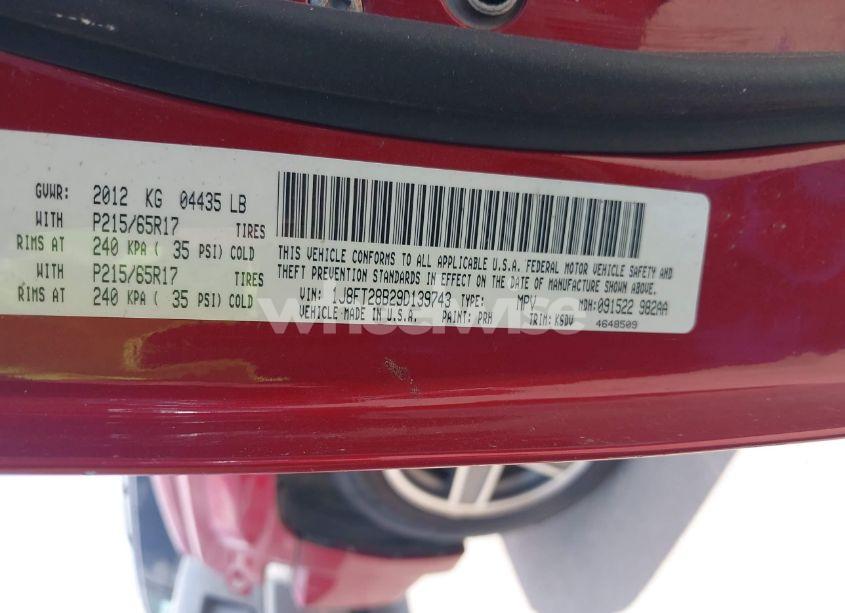 GVWR: 2012 KG 04435 LB
WITH P215/65R17 TIRES
RIMS AT 240 KPA ( 35 PSI) COLD
WITH P215/65R17 TIRES
RIMS AT 240 KPA ( 35 PSI) COLD
THIS VEHICLE CONFORMS TO ALL APPLICABLE U.S.A. FEDERAL MOTOR VEHICLE SAFETY AND
THEFT PREVENTION STANDARDS IN EFFECT ON THE DATE OF MANUFACTURE SHOWN ABOVE.
VIN: 1J8FT28B29D139743 TYPE: MPV MDH: 091522 982AA
VEHICLE MADE IN U.S.A. PAINT: PRH TRIM: KSDV 4648509
wheelwise